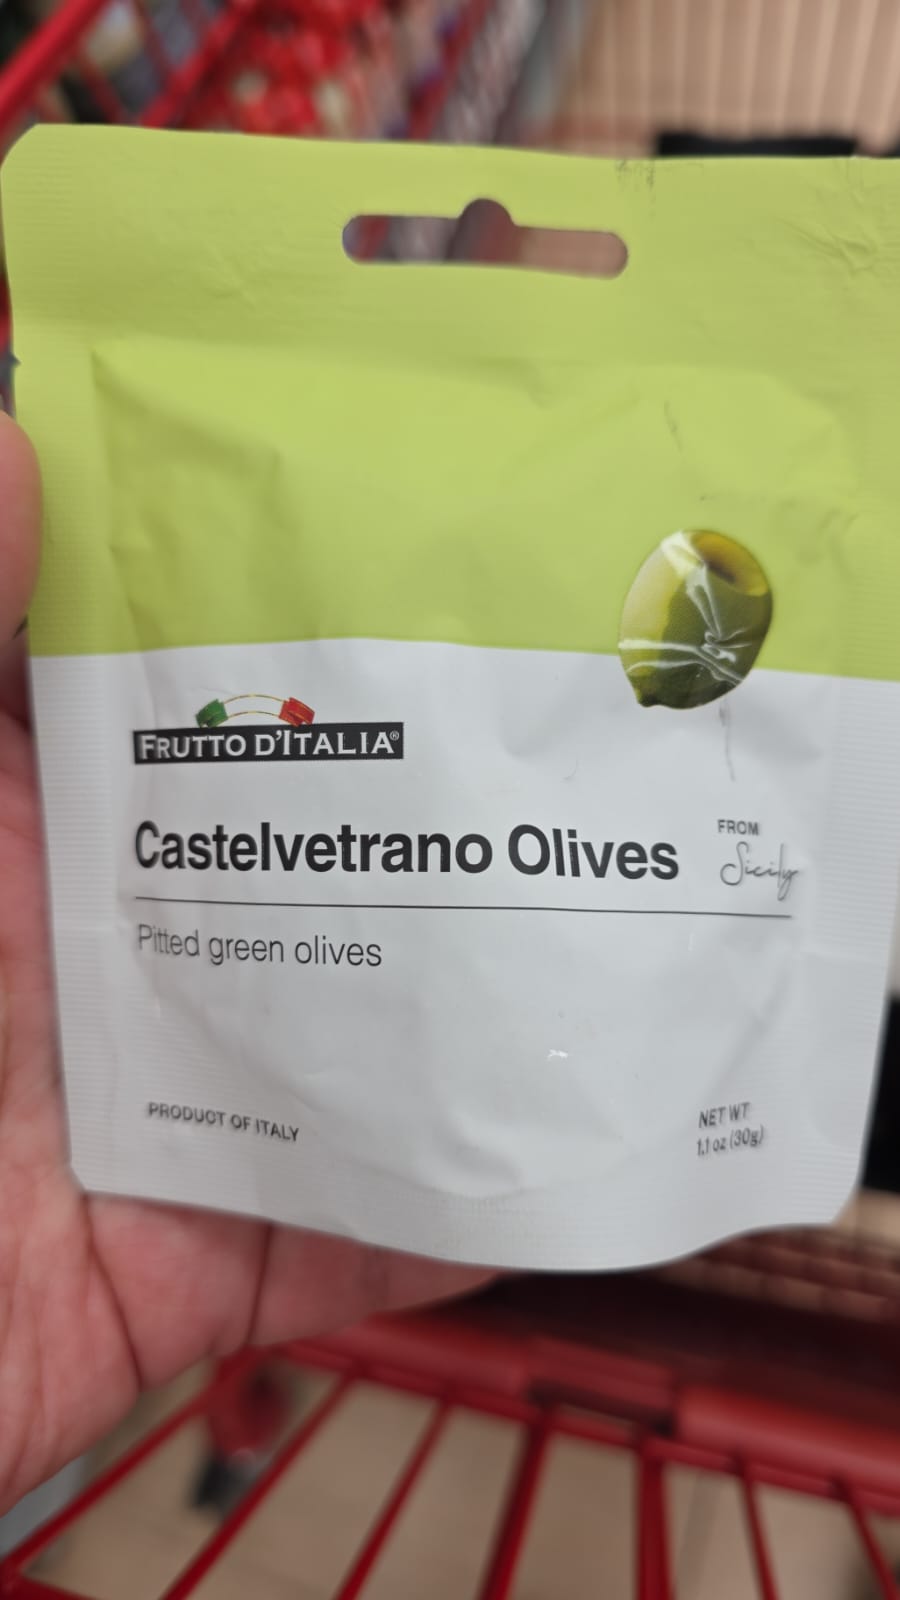 FRUTTO D'ITALIA®
Castelvetrano Olives
FROM
Sicily
Pitted green olives
PRODUCT OF ITALY
NET WT
1.1 oz (30g)